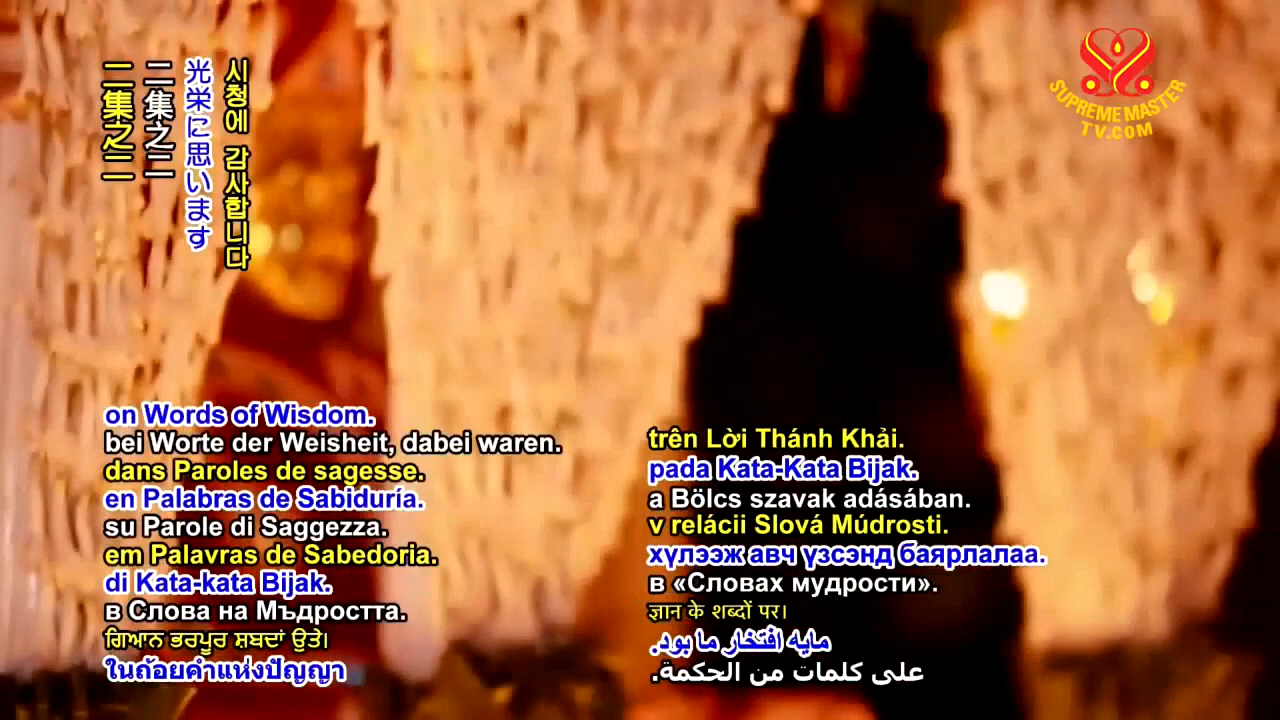 시청에 감사합니다
光栄に思います
二集之二
二集之二
SUPREME MASTER
TV.COM
on Words of Wisdom.
bei Worte der Weisheit, dabei waren.
dans Paroles de sagesse.
en Palabras de Sabiduría.
su Parole di Saggezza.
em Palavras de Sabedoria.
di Kata-kata Bijak.
в Слова на Мъдростта.
ਗਿਆਨ ਭਰਪੂਰ ਸ਼ਬਦਾਂ ਉਤੇ।
ในถ้อยคำแห่งปัญญา
trên Lời Thánh Khải.
pada Kata-Kata Bijak.
a Bölcs szavak adásában.
v relácii Slová Múdrosti.
хүлээж авч үзсэнд баярлалаа.
в «Словах мудрости».
ज्ञान के शब्दों पर।
مایه افتخار ما بود.
على كلمات من الحكمة.